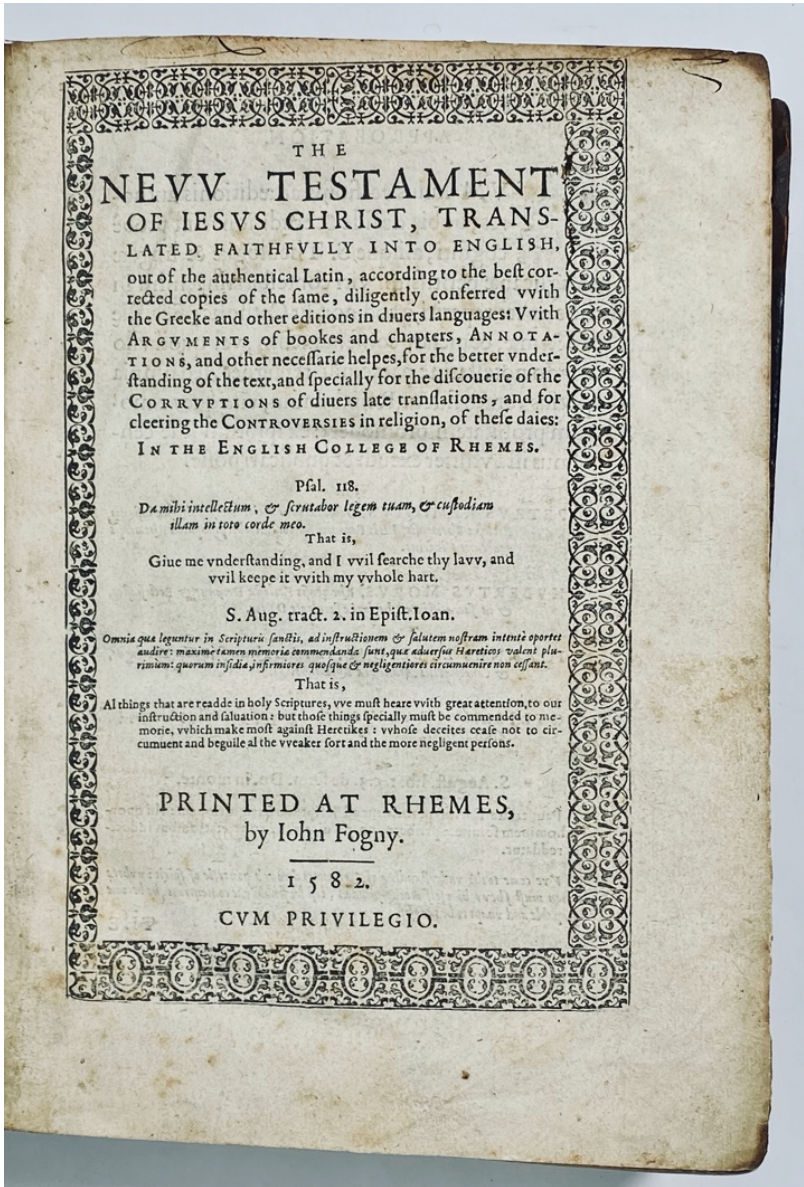 THE
NEVV TESTAMENT
OF IESVS CHRIST, TRANS-
LATED FAITHFVLLY INTO ENGLISH,
out of the authentical Latin, according to the beſt cor-
rected copies of the ſame, diligently conferred vvith
the Greeke and other editions in diuers languages: Vvith
ARGVMENTS of bookes and chapters, ANNOTA-
TIONS, and other neceſſarie helpes, for the better vnder-
ſtanding of the text, and ſpecially for the diſcouerie of the
CORRVPTIONS of diuers late tranſlations, and for
cleering the CONTROVERSIES in religion, of theſe daies:
IN THE ENGLISH COLLEGE OF RHEMES.
Pſal. 118.
Da mihi intellectum, & ſcrutabor legem tuam, & cuſtodiam
illam in toto corde meo.
That is,
Giue me vnderſtanding, and I vvil ſearche thy lavv, and
vvil keepe it vvith my vvhole hart.
S. Aug. tract. 2. in Epiſt. Ioan.
Omnia quæ leguntur in Scripturis ſanctis, ad inſtructionem & ſalutem noſtram intentè oportet
audire: maximè tamen memoriæ commendanda ſunt, quæ aduerſus Hæreticos valent plu-
rimùm: quorum inſidiæ, infirmiores quoſque & negligentiores circumuenire non ceſſant.
That is,
Al things that are readde in holy Scriptures, vve muſt heare vvith great attention, to our
inſtruction and ſaluation: but thoſe things ſpecially muſt be commended to me-
morie, vvhich make moſt againſt Heretikes: vvhoſe deceites ceaſe not to cir-
cumuent and beguile al the vveaker ſort and the more negligent perſons.
PRINTED AT RHEMES,
by Iohn Fogny.
1582.
CVM PRIVILEGIO.